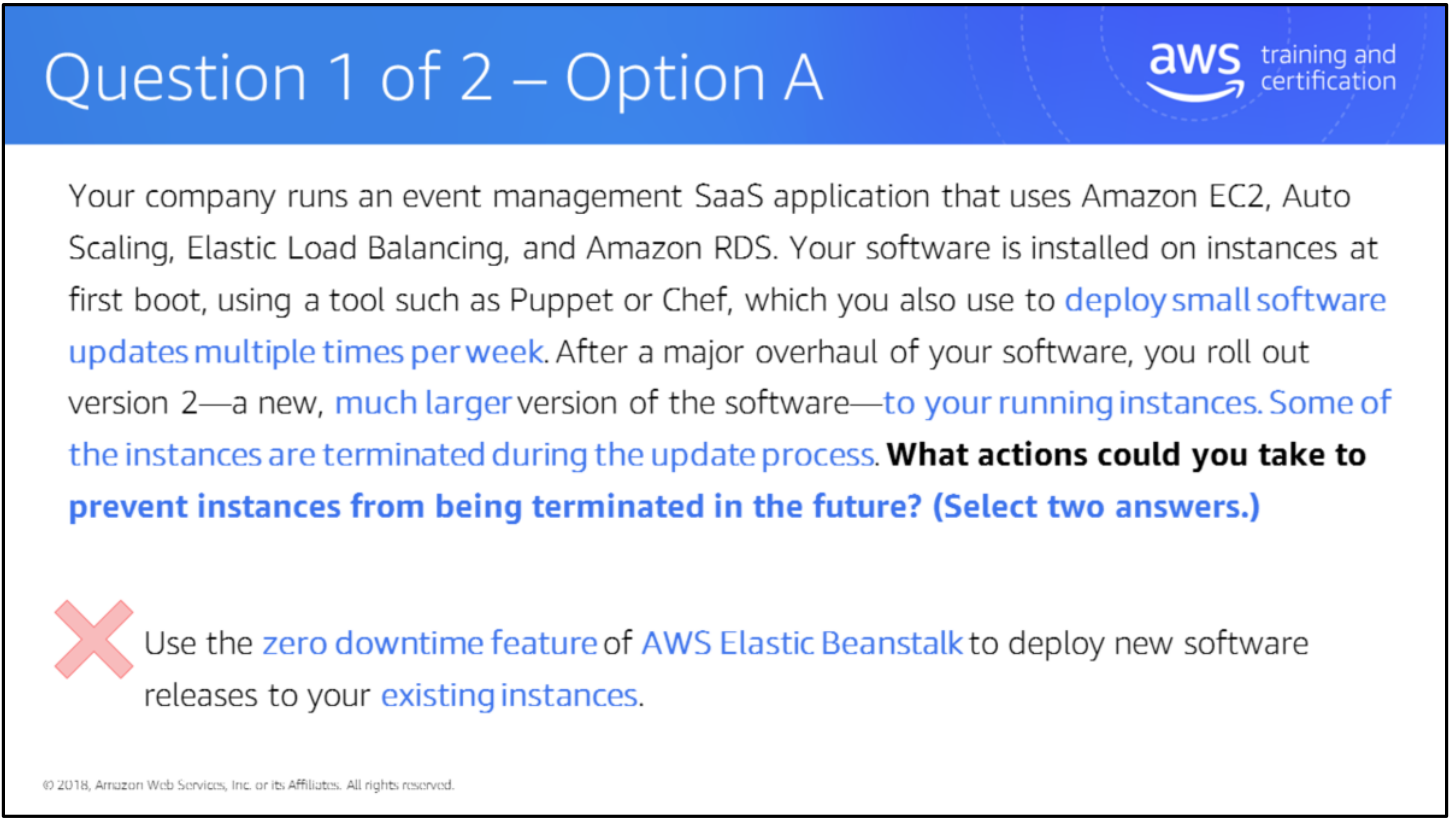 Question 1 of 2 – Option A
aws training and
certification
Your company runs an event management SaaS application that uses Amazon EC2, Auto
Scaling, Elastic Load Balancing, and Amazon RDS. Your software is installed on instances at
first boot, using a tool such as Puppet or Chef, which you also use to deploy small software
updates multiple times per week. After a major overhaul of your software, you roll out
version 2—a new, much larger version of the software—to your running instances. Some of
the instances are terminated during the update process. What actions could you take to
prevent instances from being terminated in the future? (Select two answers.)
Use the zero downtime feature of AWS Elastic Beanstalk to deploy new software
releases to your existing instances.
© 2018, Amazon Web Services, Inc. or its Affiliates. All rights reserved.